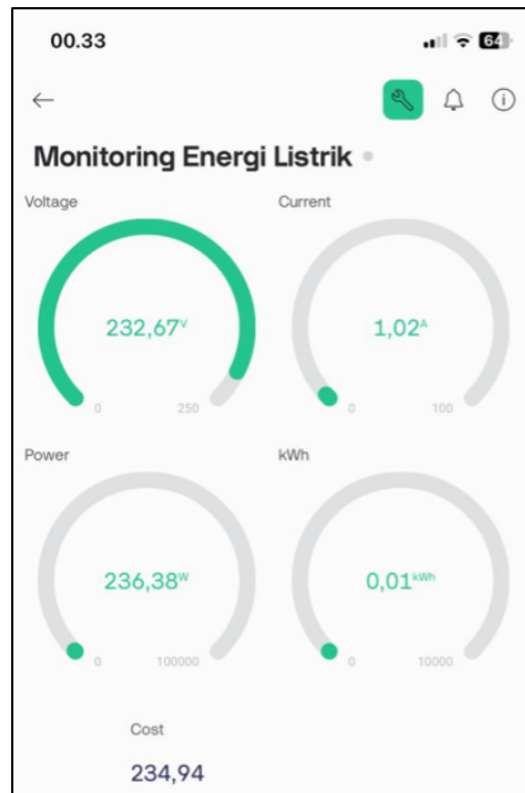 00.33
64
Monitoring Energi Listrik
Voltage
Current
232,67V
1,02A
0
250
0
100
Power
kWh
236,38W
0,01kWh
0
100000
0
10000
Cost
234,94